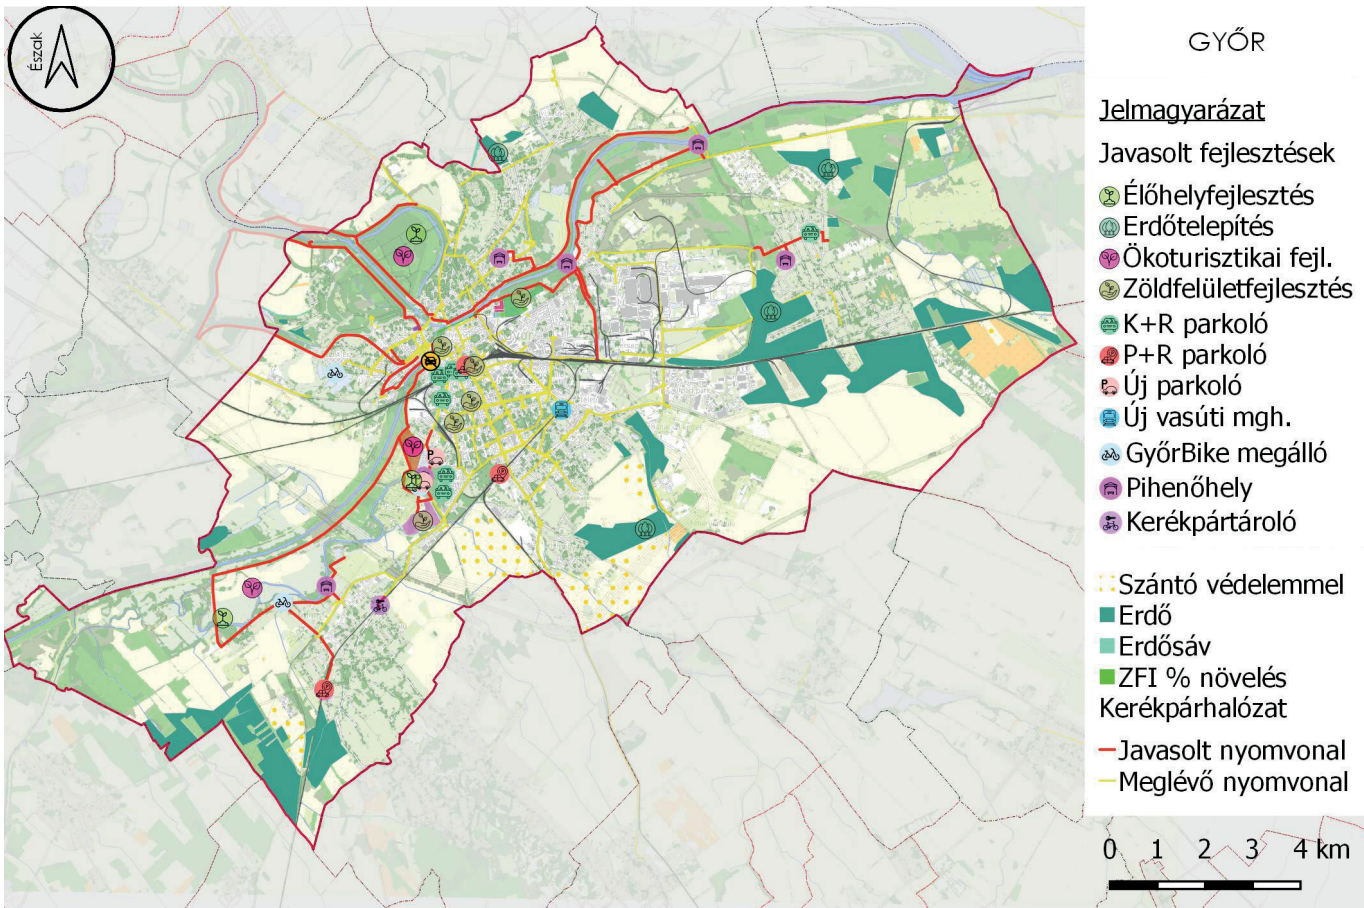 Észak
GYŐR
Jelmagyarázat
Javasolt fejlesztések
Élőhelyfejlesztés
Erdőtelepítés
Ökoturisztikai fejl.
Zöldfelületfejlesztés
K+R parkoló
P+R parkoló
P Új parkoló
Új vasúti mgh.
GyőrBike megálló
Pihenőhely
Kerékpártároló
Szántó védelemmel
Erdő
Erdősáv
ZFI % növelés
Kerékpárhalózat
Javasolt nyomvonal
Meglévő nyomvonal
0 1 2 3 4 km
P